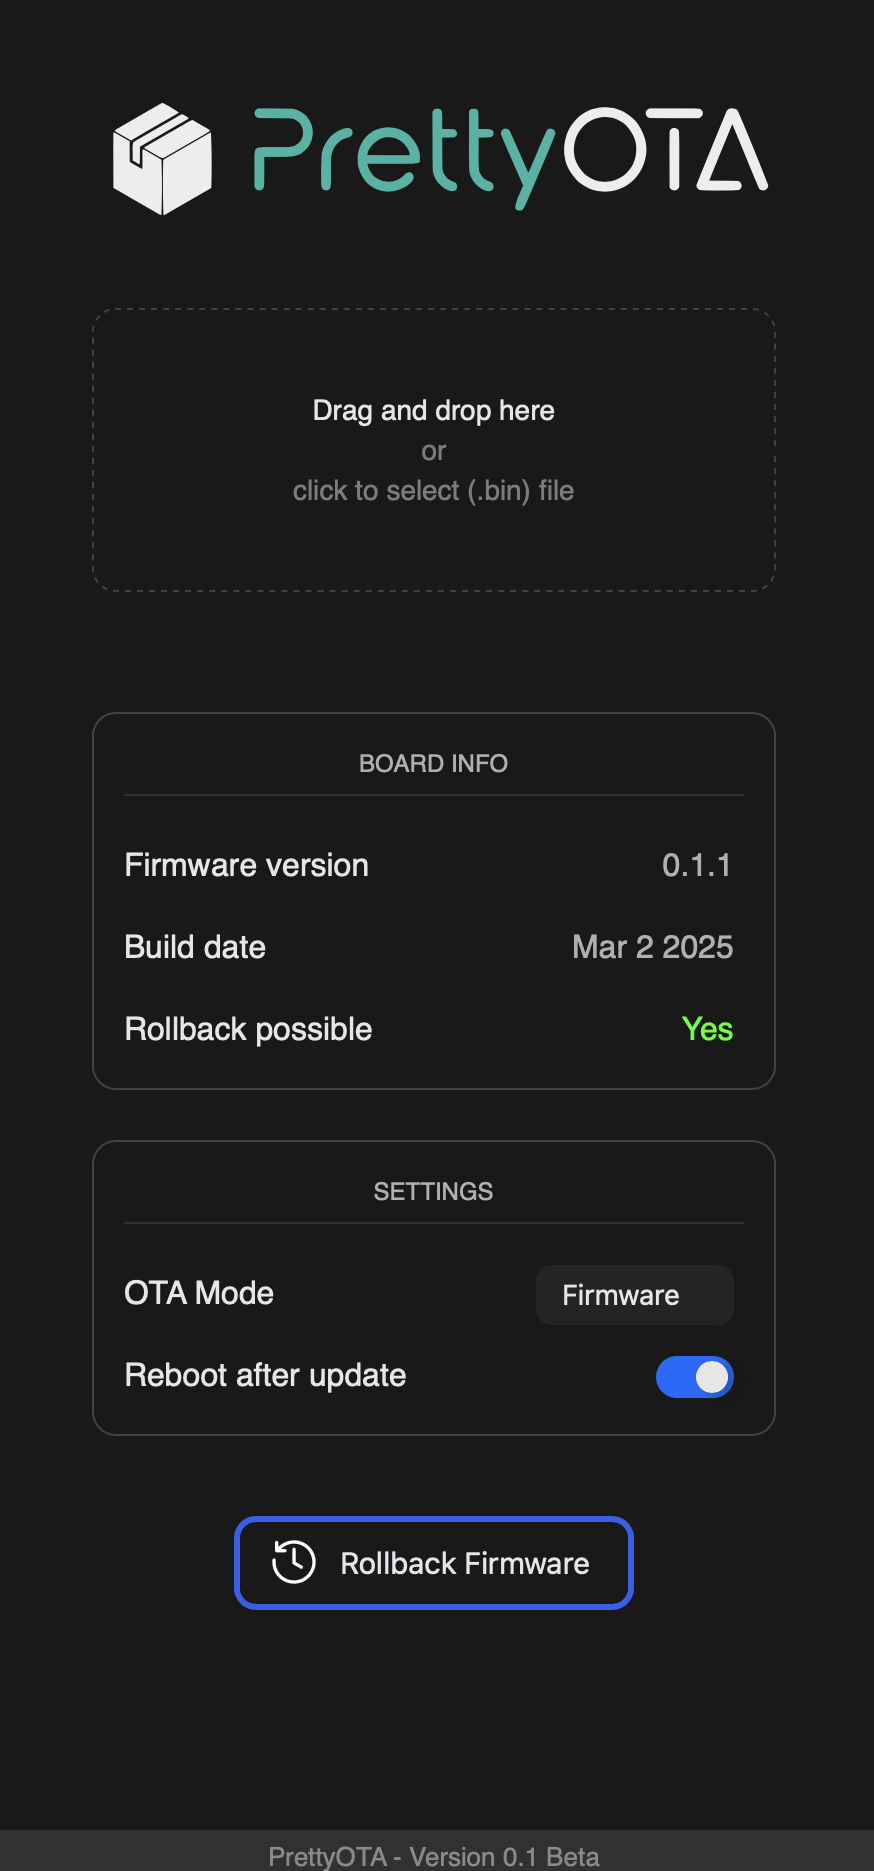 PrettyOTA
Drag and drop here
or
click to select (.bin) file
BOARD INFO
Firmware version 0.1.1
Build date Mar 2 2025
Rollback possible Yes
SETTINGS
OTA Mode Firmware
Reboot after update
Rollback Firmware
PrettyOTA - Version 0.1 Beta